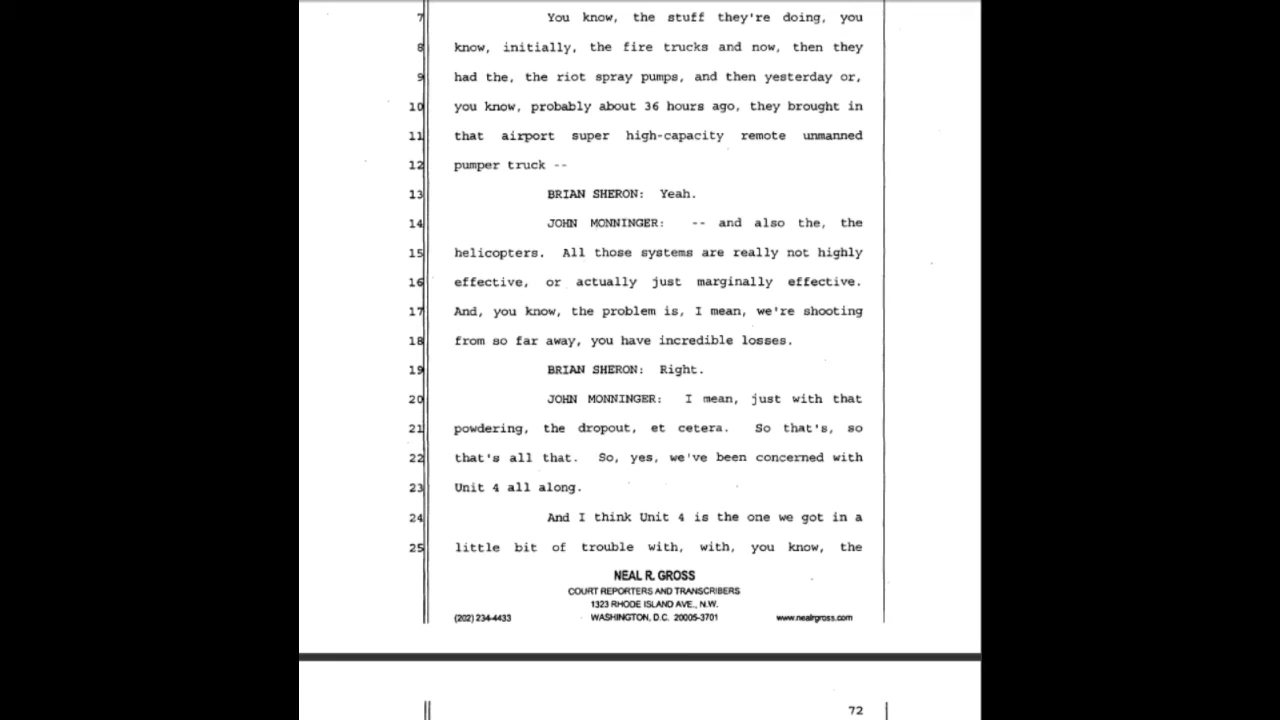 7 You know, the stuff they're doing, you
8 know, initially, the fire trucks and now, then they
9 had the, the riot spray pumps, and then yesterday or,
10 you know, probably about 36 hours ago, they brought in
11 that airport super high-capacity remote unmanned
12 pumper truck --
13 BRIAN SHERON: Yeah.
14 JOHN MONNINGER: -- and also the, the
15 helicopters. All those systems are really not highly
16 effective, or actually just marginally effective.
17 And, you know, the problem is, I mean, we're shooting
18 from so far away, you have incredible losses.
19 BRIAN SHERON: Right.
20 JOHN MONNINGER: I mean, just with that
21 powdering, the dropout, et cetera. So that's, so
22 that's all that. So, yes, we've been concerned with
23 Unit 4 all along.
24 And I think Unit 4 is the one we got in a
25 little bit of trouble with, with, you know, the
NEAL R. GROSS
COURT REPORTERS AND TRANSCRIBERS
1323 RHODE ISLAND AVE., N.W.
(202) 234-4433 WASHINGTON, D.C. 20005-3701 www.nealrgross.com
72